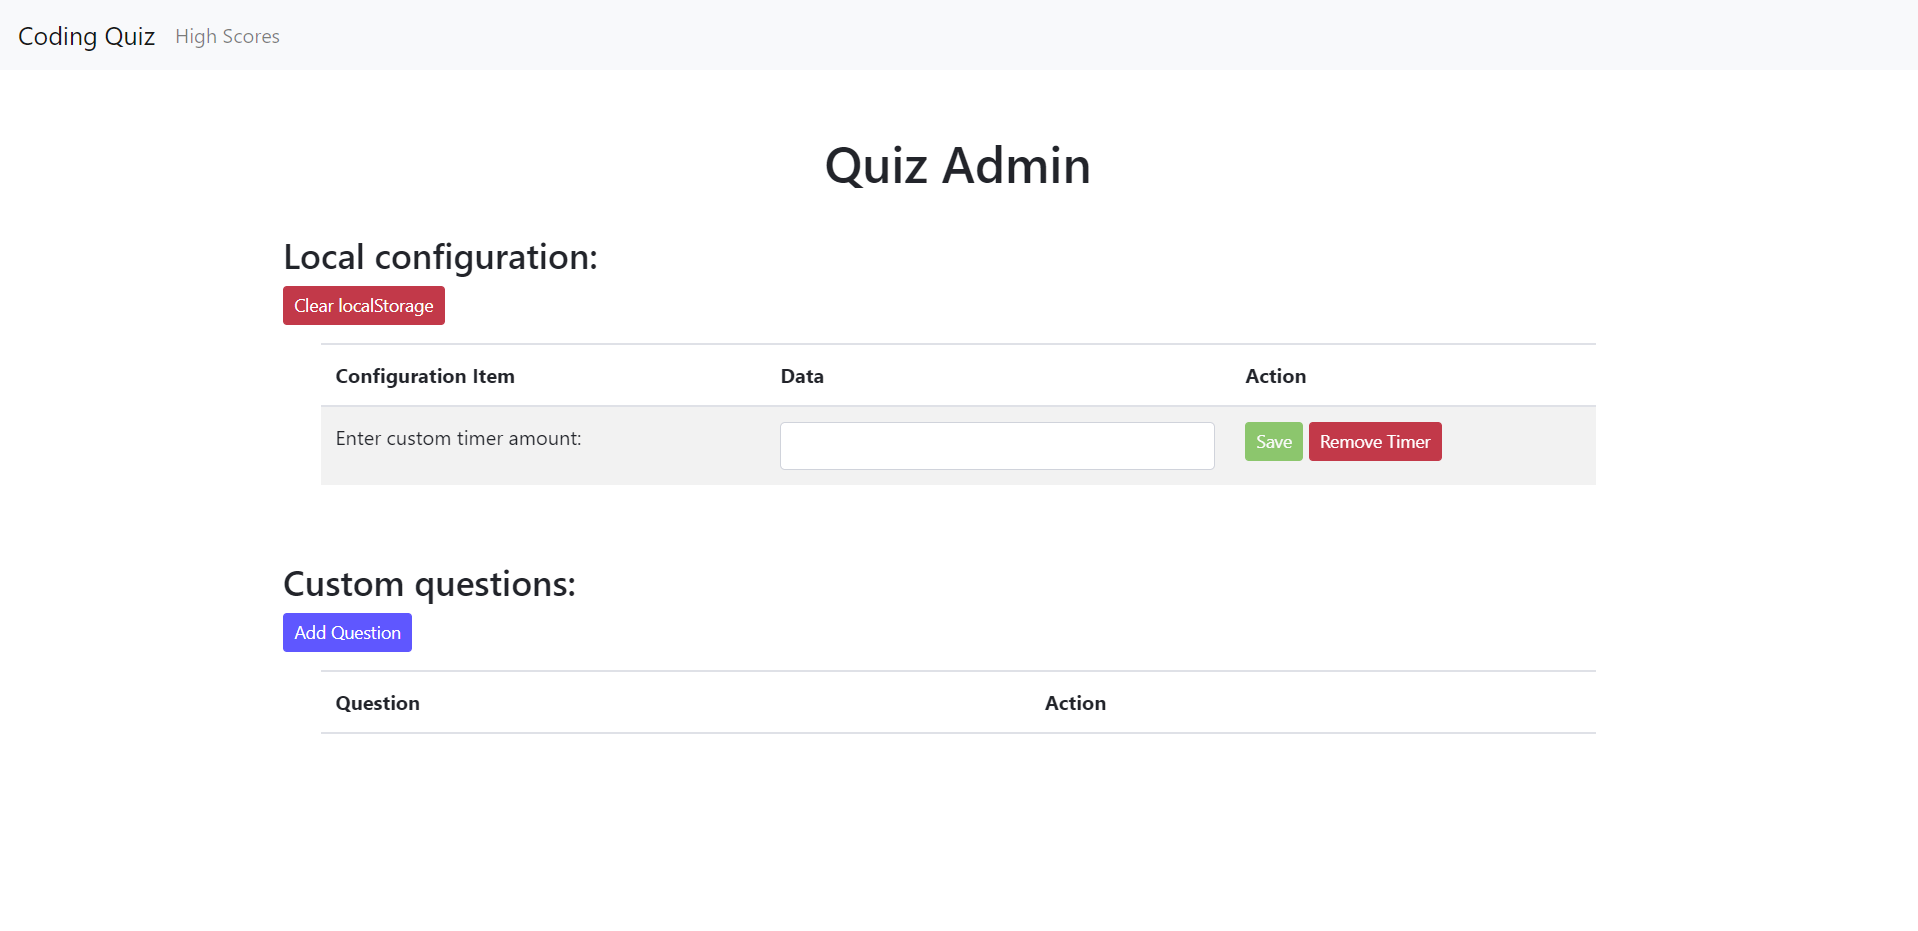 Coding Quiz High Scores
Quiz Admin
Local configuration:
Clear localStorage
Configuration Item Data Action
Enter custom timer amount: Save Remove Timer
Custom questions:
Add Question
Question Action